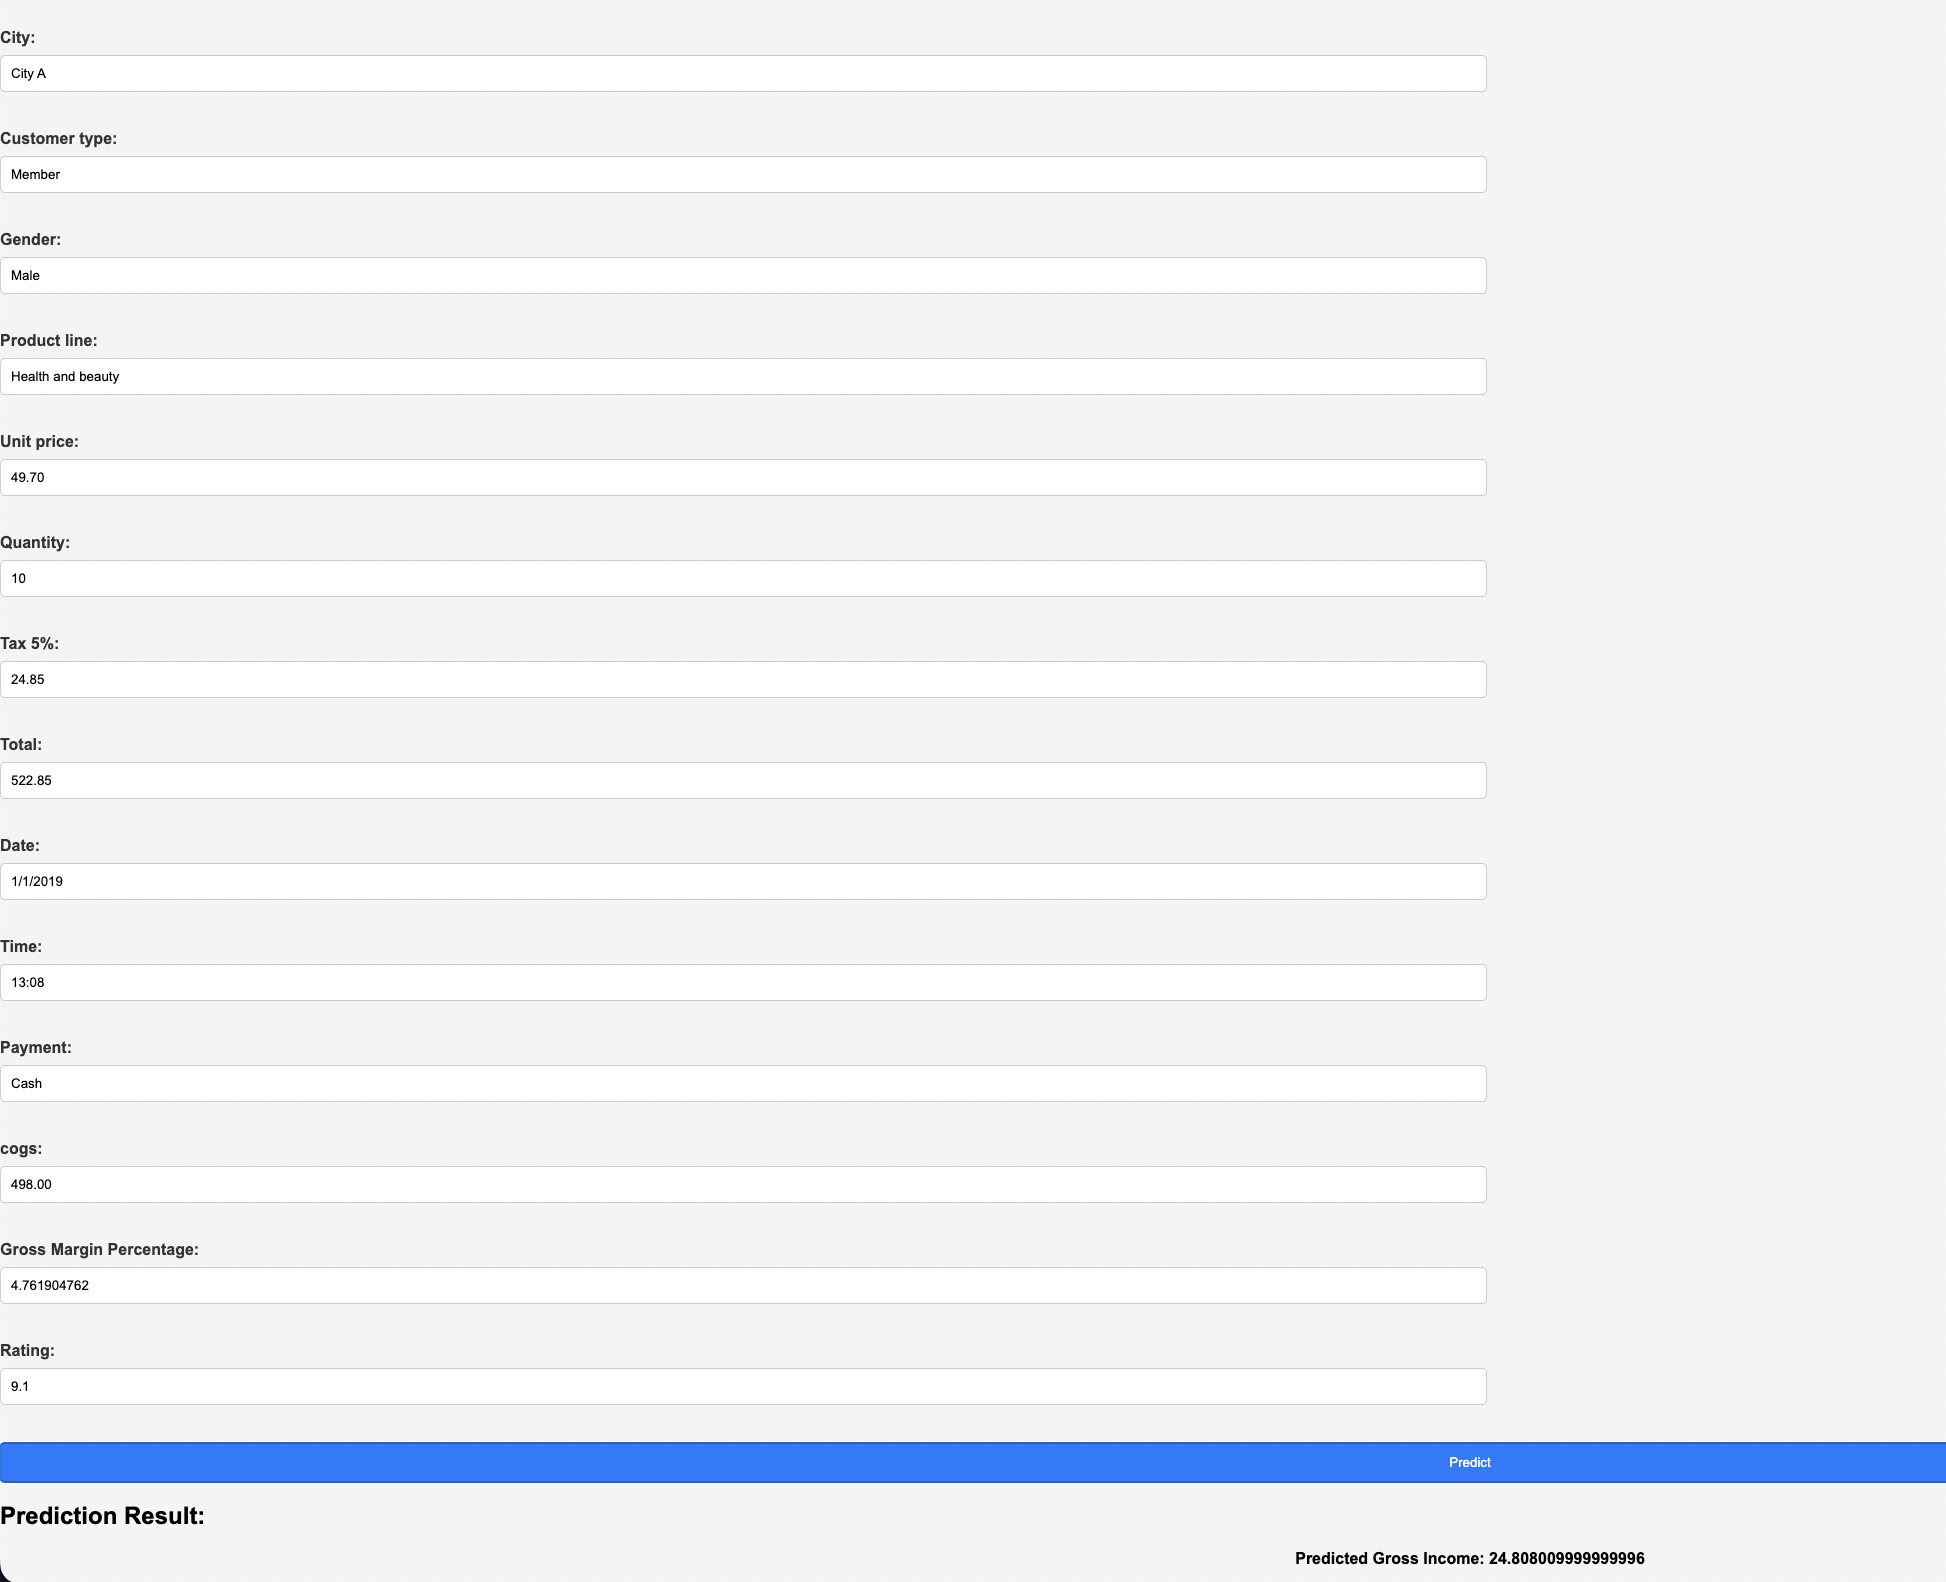 City:
City A
Customer type:
Member
Gender:
Male
Product line:
Health and beauty
Unit price:
49.70
Quantity:
10
Tax 5%:
24.85
Total:
522.85
Date:
1/1/2019
Time:
13:08
Payment:
Cash
cogs:
498.00
Gross Margin Percentage:
4.761904762
Rating:
9.1
Predict
Prediction Result:
Predicted Gross Income: 24.808009999999996